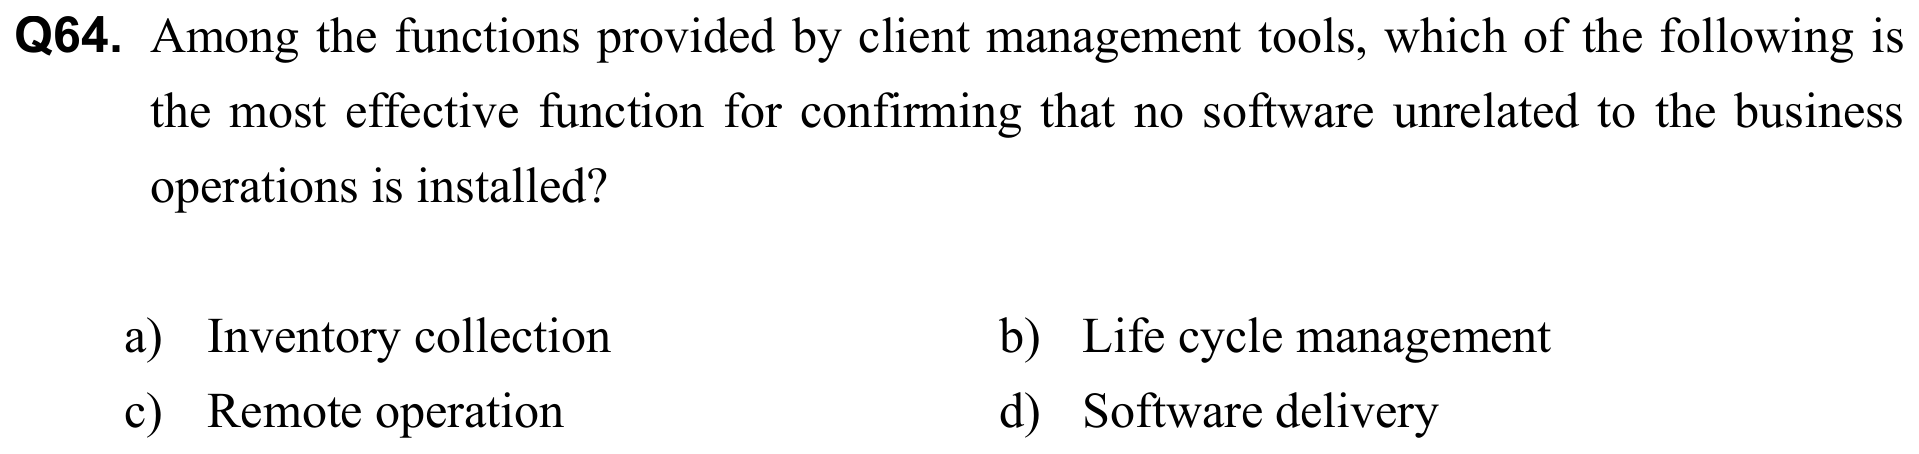 Q64. Among the functions provided by client management tools, which of the following is
the most effective function for confirming that no software unrelated to the business
operations is installed?
a) Inventory collection b) Life cycle management
c) Remote operation d) Software delivery